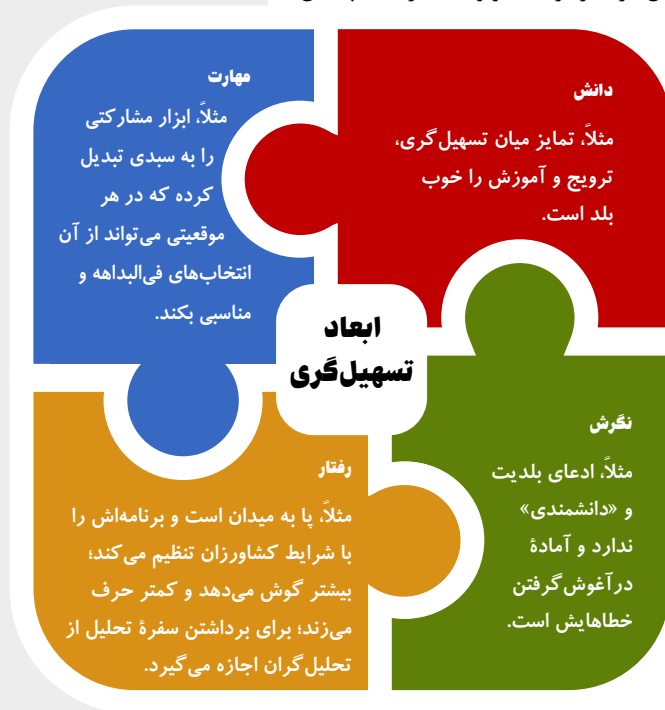 دانش
مثلاً، تمایز میان تسهیل‌گری،
ترویج و آموزش را خوب
بلد است.
مهارت
مثلاً، ابزار مشارکتی
را به سبدی تبدیل
کرده که در هر
موقعیتی می‌تواند از آن
انتخاب‌های فی‌البداهه و
مناسبی بکند.
ابعاد
تسهیل‌گری
نگرش
مثلاً، ادعای بلدیت
و «دانشمندی»
ندارد و آمادۀ
درآغوش‌گرفتن
خطاهایش است.
رفتار
مثلاً، پا به میدان است و برنامه‌اش را
با شرایط کشاورزان تنظیم می‌کند؛
بیشتر گوش می‌دهد و کمتر حرف
می‌زند؛ برای برداشتن سفرۀ تحلیل از
تحلیل‌گران اجازه می‌گیرد.